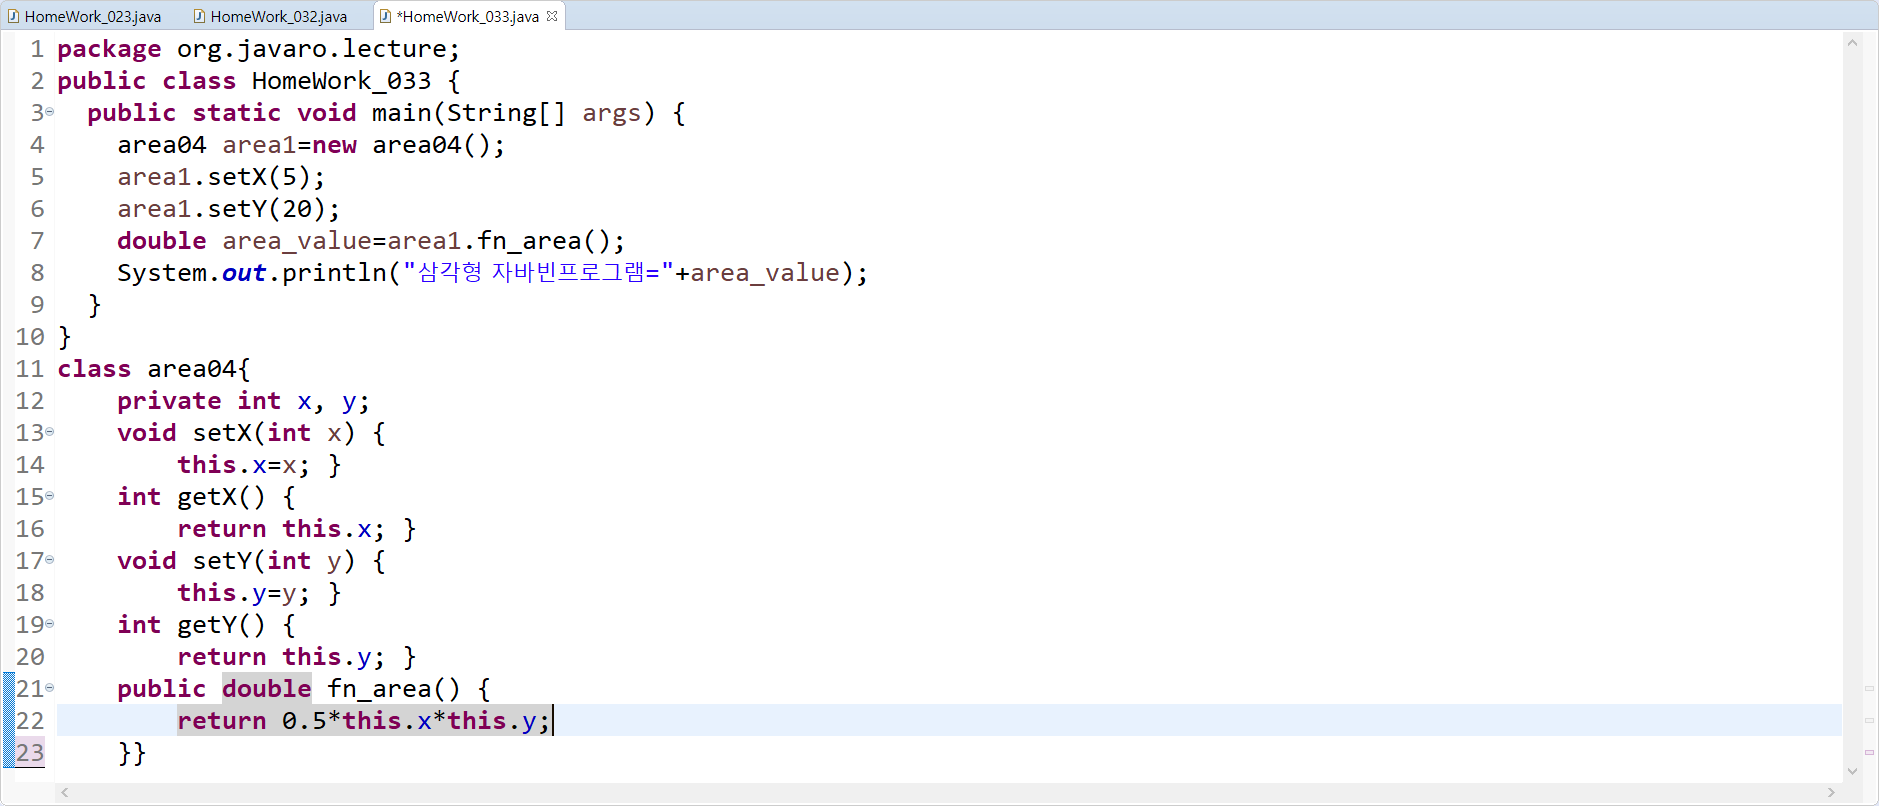 HomeWork_023.java HomeWork_032.java *HomeWork_033.java
1 package org.javaro.lecture;
2 public class HomeWork_033 {
3 public static void main(String[] args) {
4 area04 area1=new area04();
5 area1.setX(5);
6 area1.setY(20);
7 double area_value=area1.fn_area();
8 System.out.println("삼각형 자바빈프로그램="+area_value);
9 }
10 }
11 class area04{
12 private int x, y;
13 void setX(int x) {
14 this.x=x; }
15 int getX() {
16 return this.x; }
17 void setY(int y) {
18 this.y=y; }
19 int getY() {
20 return this.y; }
21 public double fn_area() {
22 return 0.5*this.x*this.y;
23 }}